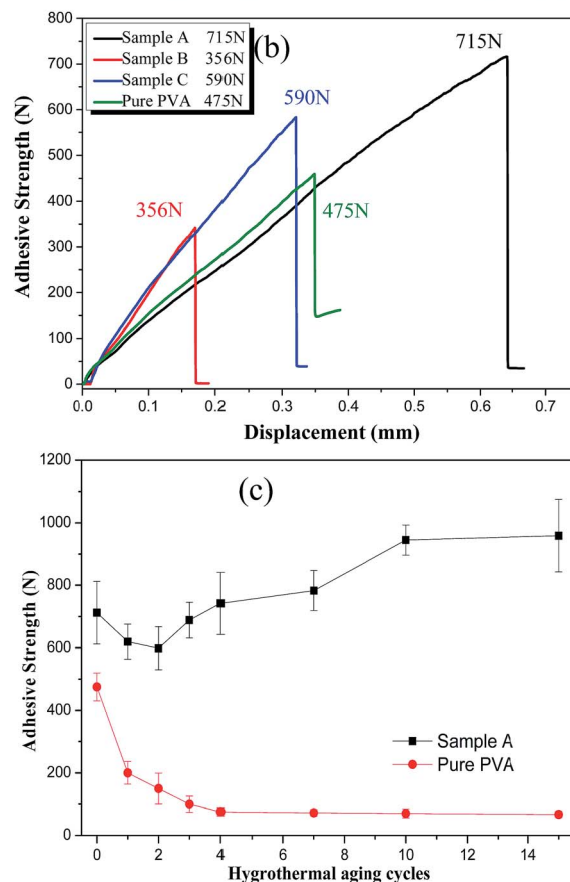 800
700
600
500
400
300
200
100
0
Adhesive Strength (N)
Sample A 715N
Sample B 356N
Sample C 590N
Pure PVA 475N
(b)
715N
590N
475N
356N
0.0 0.1 0.2 0.3 0.4 0.5 0.6 0.7
Displacement (mm)
1200
1000
800
600
400
200
0
Adhesive Strength (N)
(c)
Sample A
Pure PVA
0 2 4 6 8 10 12 14
Hygrothermal aging cycles